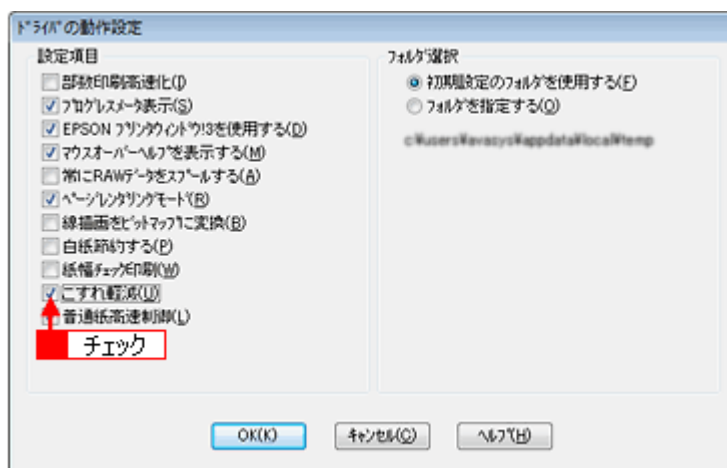 ドライバの動作設定
設定項目
部数印刷高速化(I)
プログレスメータ表示(S)
EPSON プリンタウィンドウ!3を使用する(D)
マウスオーバーヘルプを表示する(M)
常にRAWデータをスプールする(A)
ページレンダリングモード(R)
線描画をビットマップに変換(B)
白紙節約する(P)
紙幅チェック印刷(W)
こすれ軽減(U)
普通紙高速制御(L)
チェック
フォルダ選択
初期設定のフォルダを使用する(F)
フォルダを指定する(O)
c:¥users¥avasys¥appdata¥local¥temp
OK(K)
キャンセル(C)
ヘルプ(H)